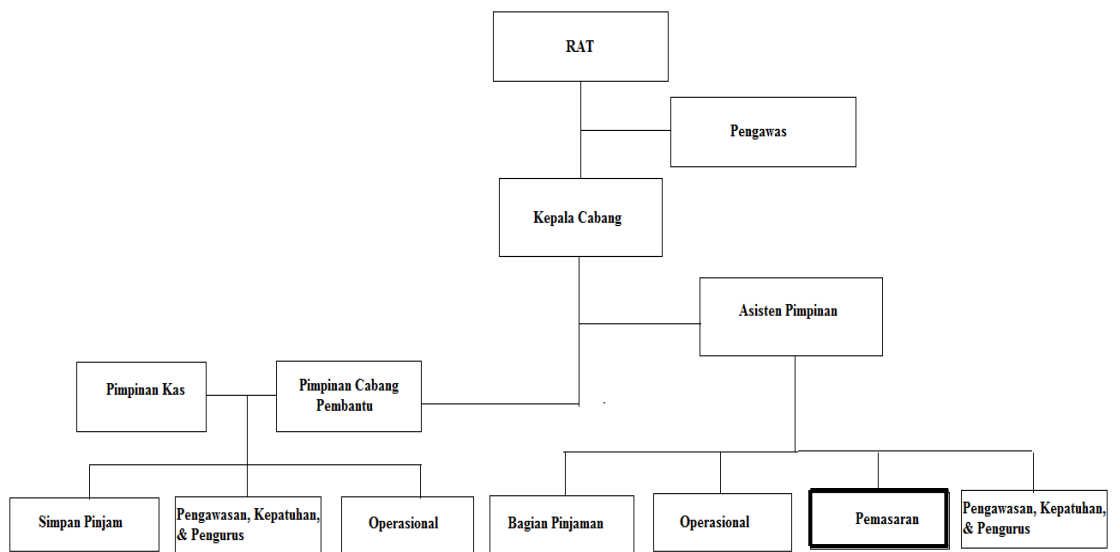 RAT
Pengawas
Kepala Cabang
Asisten Pimpinan
Pimpinan Kas
Pimpinan Cabang
Pembantu
Simpan Pinjam
Pengawasan, Kepatuhan,
& Pengurus
Operasional
Bagian Pinjaman
Operasional
Pemasaran
Pengawasan, Kepatuhan,
& Pengurus